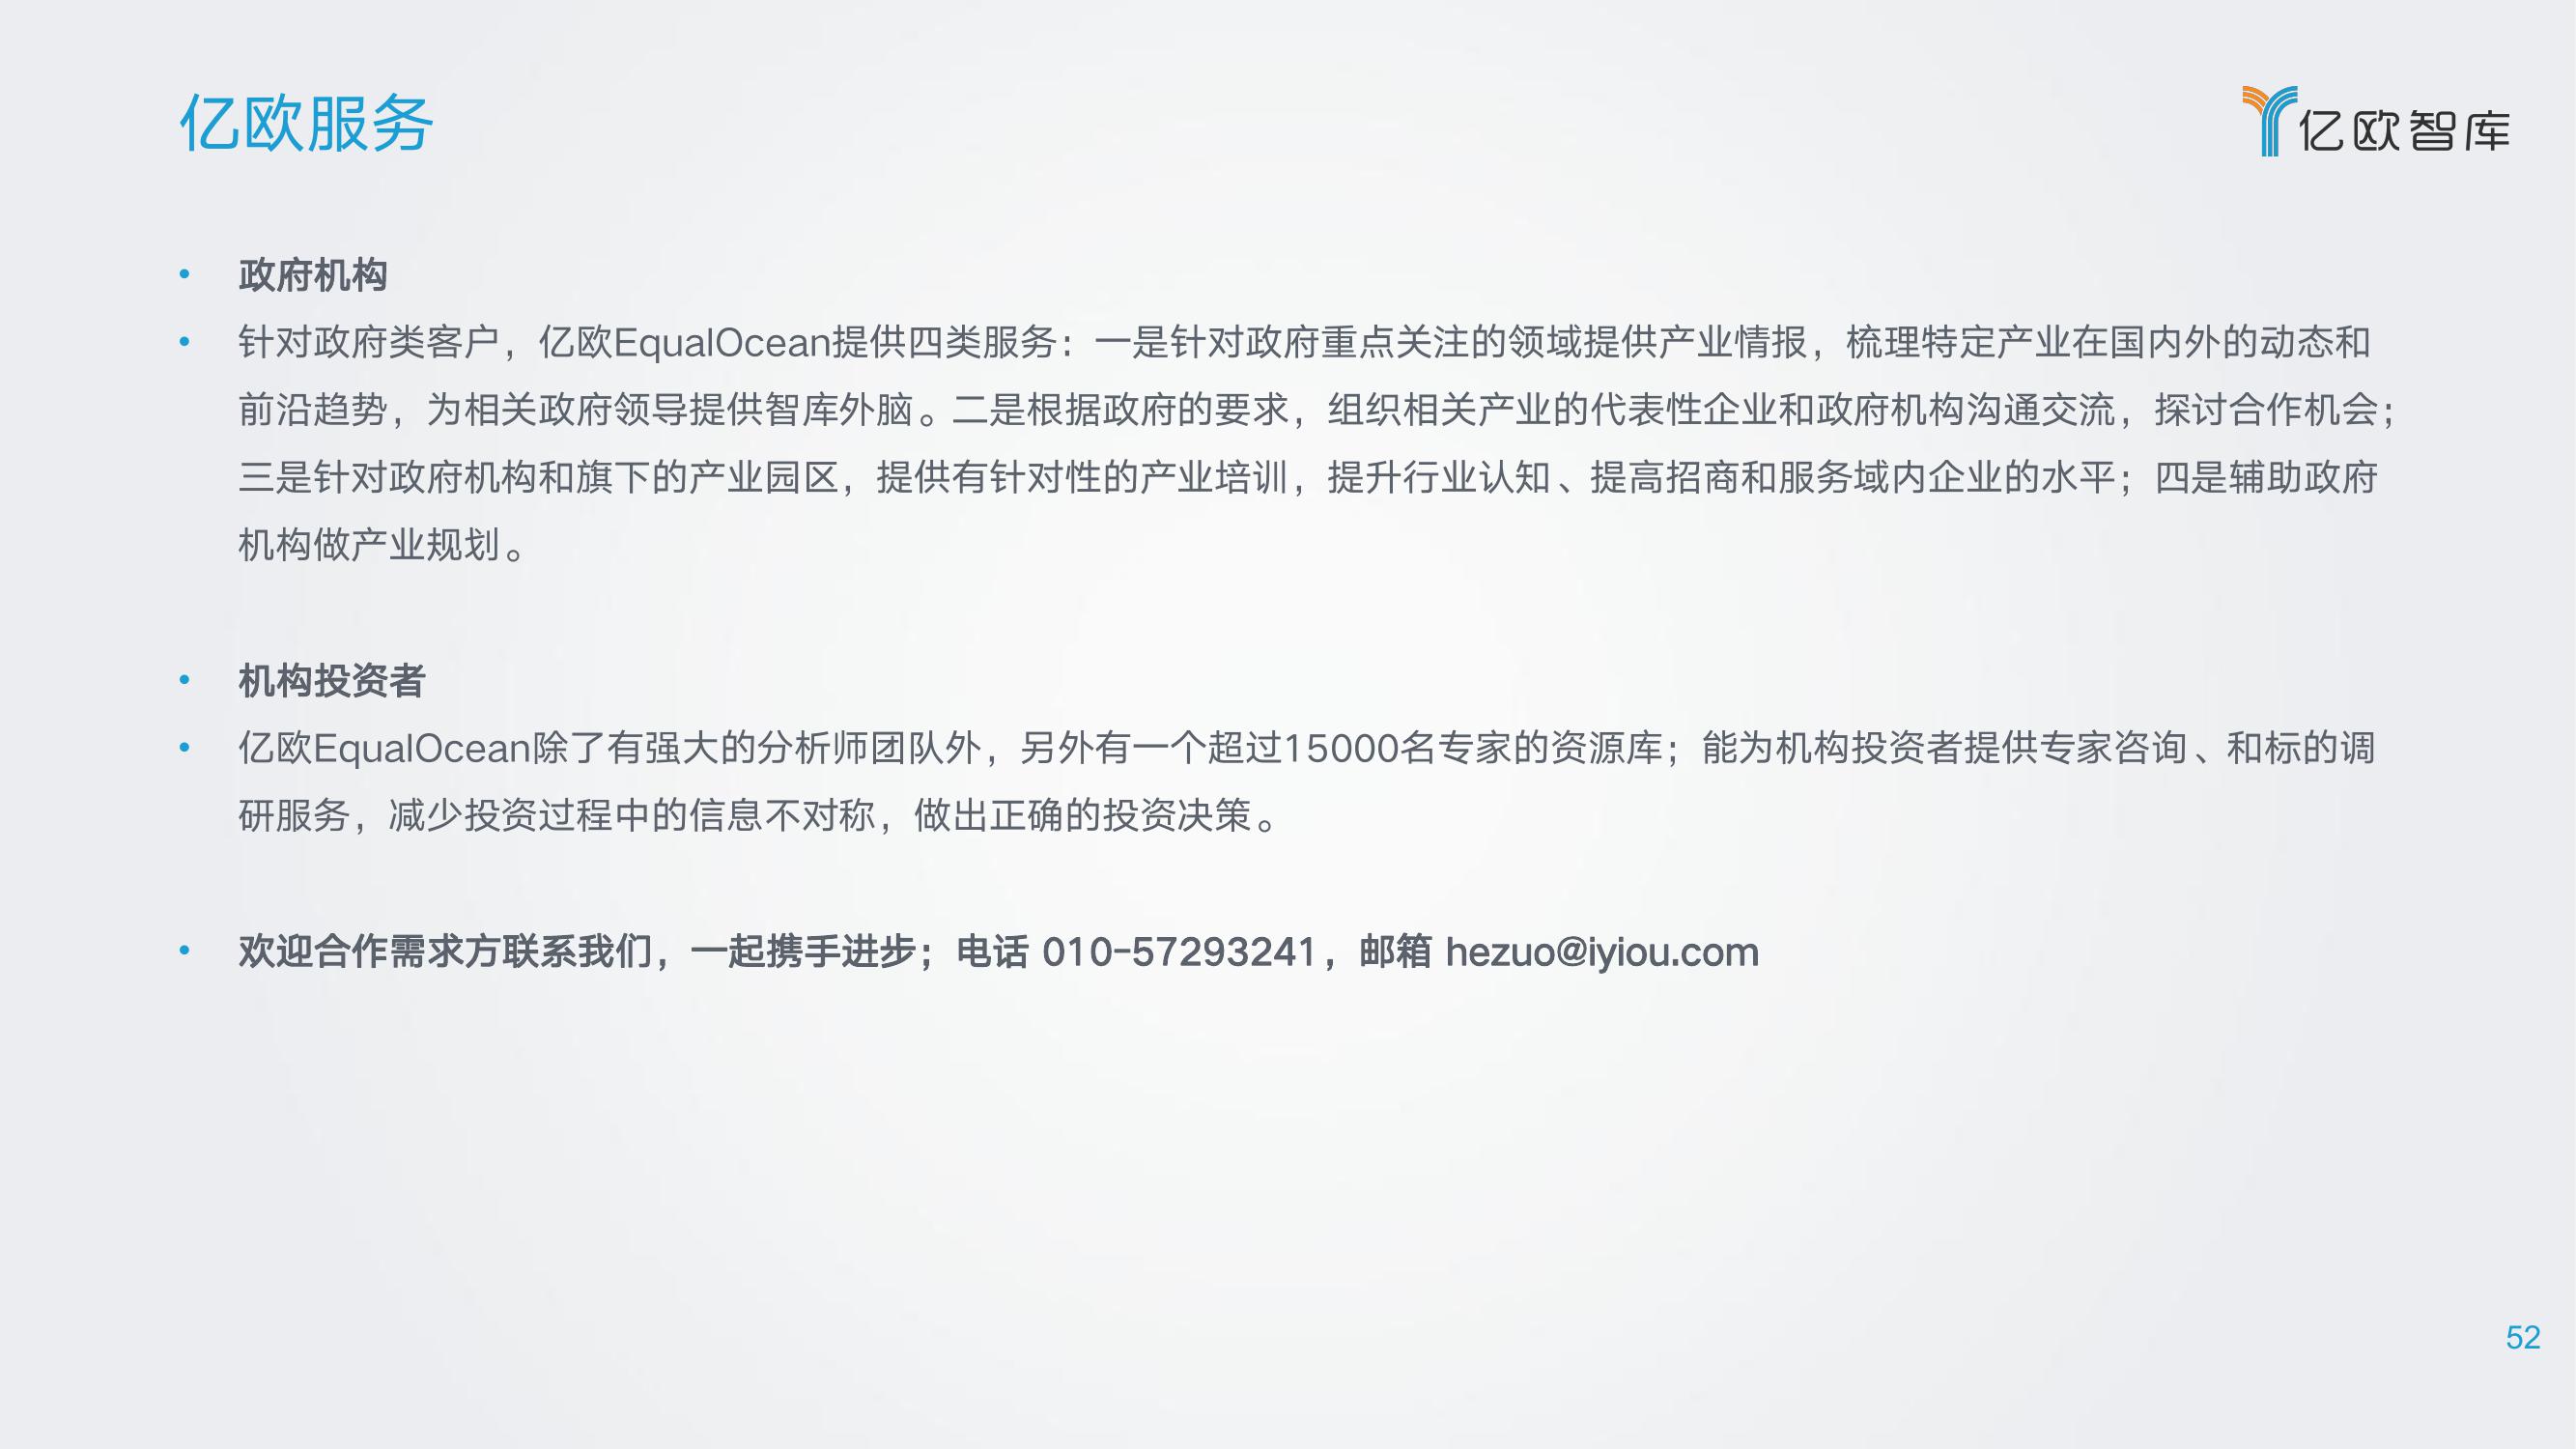 亿欧服务
亿欧智库
• 政府机构
• 针对政府类客户，亿欧EqualOcean提供四类服务：一是针对政府重点关注的领域提供产业情报，梳理特定产业在国内外的动态和
前沿趋势，为相关政府领导提供智库外脑。二是根据政府的要求，组织相关产业的代表性企业和政府机构沟通交流，探讨合作机会；
三是针对政府机构和旗下的产业园区，提供有针对性的产业培训，提升行业认知、提高招商和服务域内企业的水平；四是辅助政府
机构做产业规划。
• 机构投资者
• 亿欧EqualOcean除了有强大的分析师团队外，另外有一个超过15000名专家的资源库；能为机构投资者提供专家咨询、和标的调
研服务，减少投资过程中的信息不对称，做出正确的投资决策。
• 欢迎合作需求方联系我们，一起携手进步；电话 010-57293241，邮箱 hezuo@iyiou.com
52